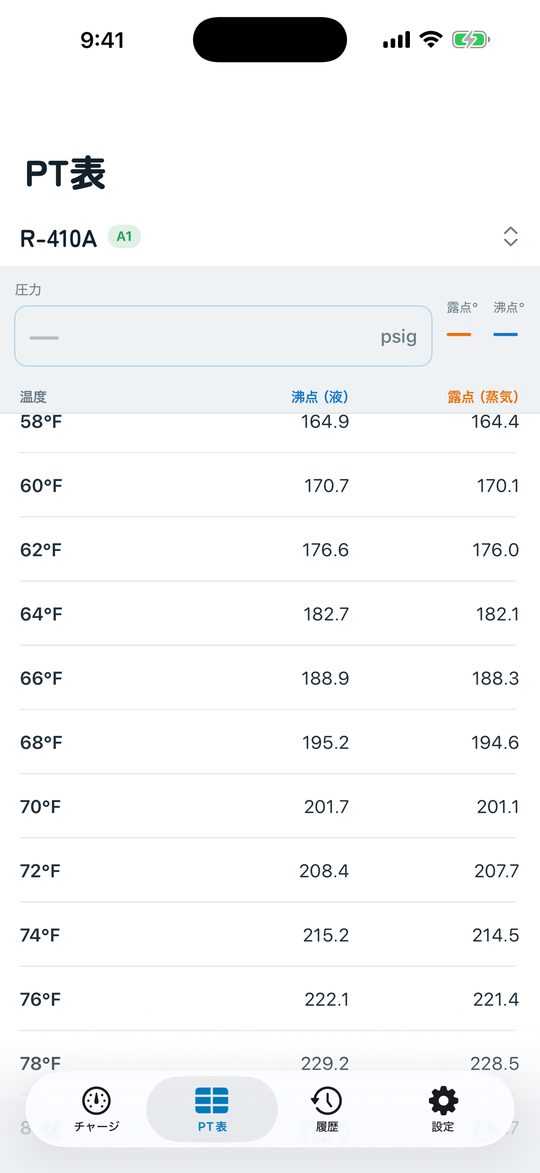 9:41
PT表
R-410A A1
圧力
露点° 沸点°
— psig — —
温度 沸点 (液) 露点 (蒸気)
58°F 164.9 164.4
60°F 170.7 170.1
62°F 176.6 176.0
64°F 182.7 182.1
66°F 188.9 188.3
68°F 195.2 194.6
70°F 201.7 201.1
72°F 208.4 207.7
74°F 215.2 214.5
76°F 222.1 221.4
78°F 229.2 228.5
チャージ PT表 履歴 設定